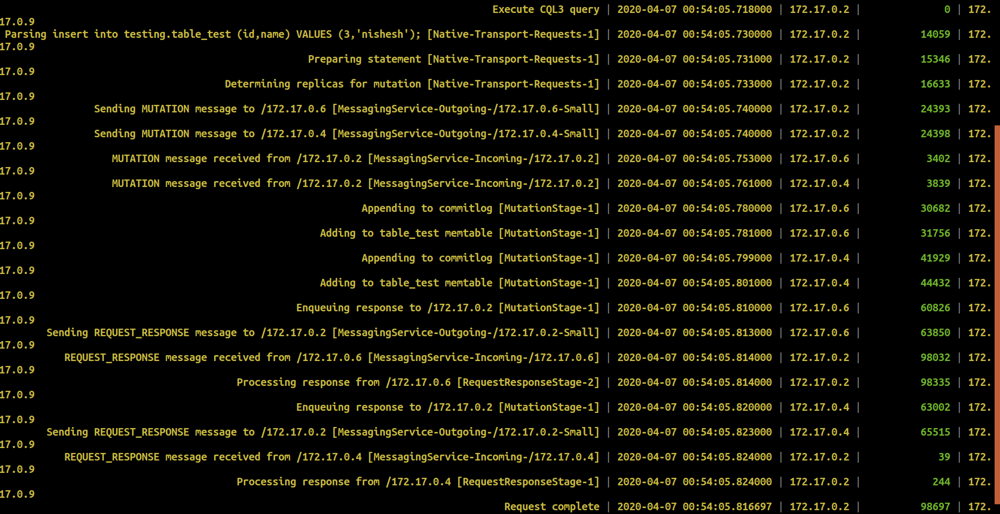 Execute CQL3 query | 2020-04-07 00:54:05.718000 | 172.17.0.2 | 0 | 172.
17.0.9
Parsing insert into testing.table_test (id,name) VALUES (3,'nishesh'); [Native-Transport-Requests-1] | 2020-04-07 00:54:05.730000 | 172.17.0.2 | 14059 | 172.
17.0.9
Preparing statement [Native-Transport-Requests-1] | 2020-04-07 00:54:05.731000 | 172.17.0.2 | 15346 | 172.
17.0.9
Determining replicas for mutation [Native-Transport-Requests-1] | 2020-04-07 00:54:05.733000 | 172.17.0.2 | 16633 | 172.
17.0.9
Sending MUTATION message to /172.17.0.6 [MessagingService-Outgoing-/172.17.0.6-Small] | 2020-04-07 00:54:05.740000 | 172.17.0.2 | 24393 | 172.
17.0.9
Sending MUTATION message to /172.17.0.4 [MessagingService-Outgoing-/172.17.0.4-Small] | 2020-04-07 00:54:05.740000 | 172.17.0.2 | 24398 | 172.
17.0.9
MUTATION message received from /172.17.0.2 [MessagingService-Incoming-/172.17.0.2] | 2020-04-07 00:54:05.753000 | 172.17.0.6 | 3402 | 172.
17.0.9
MUTATION message received from /172.17.0.2 [MessagingService-Incoming-/172.17.0.2] | 2020-04-07 00:54:05.761000 | 172.17.0.4 | 3839 | 172.
17.0.9
Appending to commitlog [MutationStage-1] | 2020-04-07 00:54:05.780000 | 172.17.0.6 | 30682 | 172.
17.0.9
Adding to table_test memtable [MutationStage-1] | 2020-04-07 00:54:05.781000 | 172.17.0.6 | 31756 | 172.
17.0.9
Appending to commitlog [MutationStage-1] | 2020-04-07 00:54:05.799000 | 172.17.0.4 | 41929 | 172.
17.0.9
Adding to table_test memtable [MutationStage-1] | 2020-04-07 00:54:05.801000 | 172.17.0.4 | 44432 | 172.
17.0.9
Enqueuing response to /172.17.0.2 [MutationStage-1] | 2020-04-07 00:54:05.810000 | 172.17.0.6 | 60826 | 172.
17.0.9
Sending REQUEST_RESPONSE message to /172.17.0.2 [MessagingService-Outgoing-/172.17.0.2-Small] | 2020-04-07 00:54:05.813000 | 172.17.0.6 | 63850 | 172.
17.0.9
REQUEST_RESPONSE message received from /172.17.0.6 [MessagingService-Incoming-/172.17.0.6] | 2020-04-07 00:54:05.814000 | 172.17.0.2 | 98032 | 172.
17.0.9
Processing response from /172.17.0.6 [RequestResponseStage-2] | 2020-04-07 00:54:05.814000 | 172.17.0.2 | 98335 | 172.
17.0.9
Enqueuing response to /172.17.0.2 [MutationStage-1] | 2020-04-07 00:54:05.820000 | 172.17.0.4 | 63002 | 172.
17.0.9
Sending REQUEST_RESPONSE message to /172.17.0.2 [MessagingService-Outgoing-/172.17.0.2-Small] | 2020-04-07 00:54:05.823000 | 172.17.0.4 | 65515 | 172.
17.0.9
REQUEST_RESPONSE message received from /172.17.0.4 [MessagingService-Incoming-/172.17.0.4] | 2020-04-07 00:54:05.824000 | 172.17.0.2 | 39 | 172.
17.0.9
Processing response from /172.17.0.4 [RequestResponseStage-1] | 2020-04-07 00:54:05.824000 | 172.17.0.2 | 244 | 172.
17.0.9
Request complete | 2020-04-07 00:54:05.816697 | 172.17.0.2 | 98697 | 172.